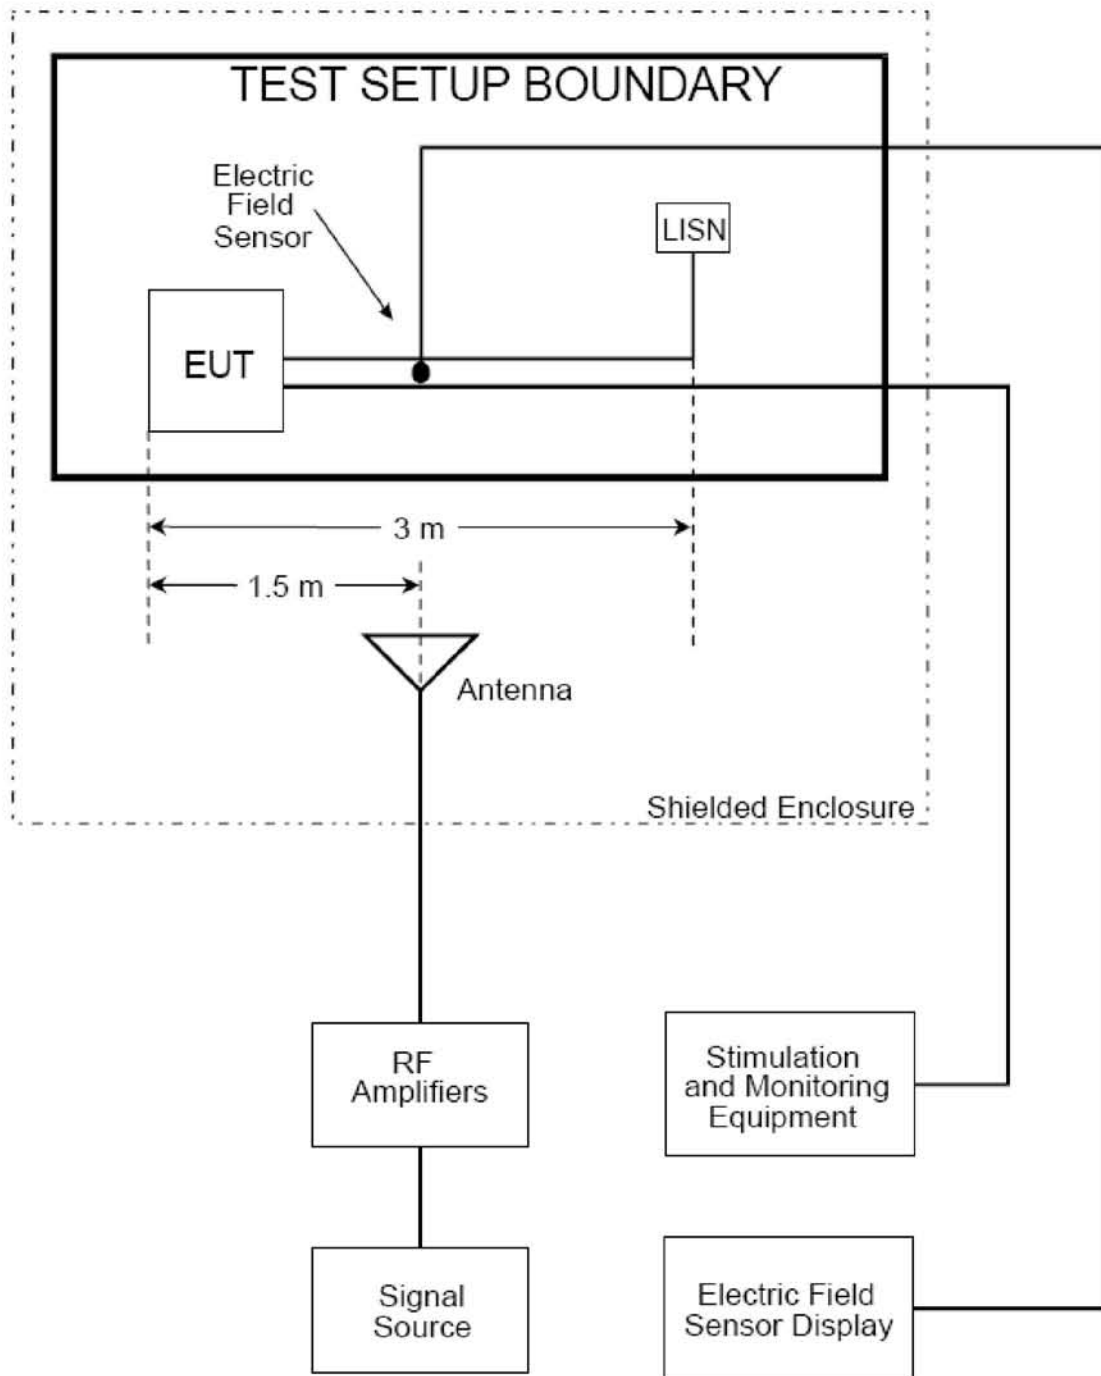 TEST SETUP BOUNDARY
Electric
Field
Sensor
LISN
EUT
3 m
1.5 m
Antenna
Shielded Enclosure
RF
Amplifiers
Stimulation
and Monitoring
Equipment
Signal
Source
Electric Field
Sensor Display